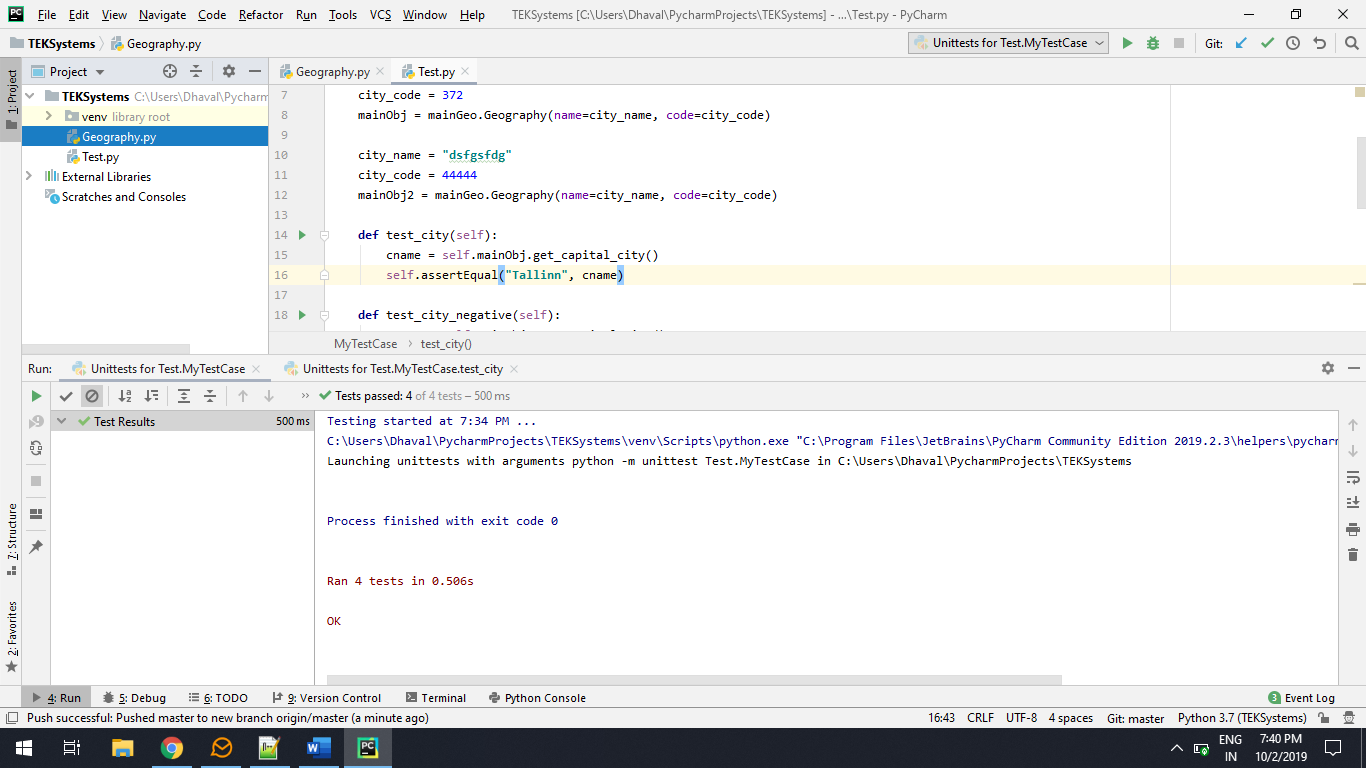 File Edit View Navigate Code Refactor Run Tools VCS Window Help TEKSystems [C:\Users\Dhaval\PycharmProjects\TEKSystems] - ...\Test.py - PyCharm
TEKSystems Geography.py Unittests for Test.MyTestCase Git:
1: Project
Project
Geography.py Test.py
TEKSystems C:\Users\Dhaval\Pycharm
venv library root
Geography.py
Test.py
External Libraries
Scratches and Consoles
7 city_code = 372
8 mainObj = mainGeo.Geography(name=city_name, code=city_code)
9
10 city_name = "dsfgsfdg"
11 city_code = 44444
12 mainObj2 = mainGeo.Geography(name=city_name, code=city_code)
13
14 def test_city(self):
15 cname = self.mainObj.get_capital_city()
16 self.assertEqual("Tallinn", cname)
17
18 def test_city_negative(self):
MyTestCase test_city()
Run: Unittests for Test.MyTestCase Unittests for Test.MyTestCase.test_city
Tests passed: 4 of 4 tests – 500 ms
Test Results 500 ms
Testing started at 7:34 PM ...
C:\Users\Dhaval\PycharmProjects\TEKSystems\venv\Scripts\python.exe "C:\Program Files\JetBrains\PyCharm Community Edition 2019.2.3\helpers\pycharm
Launching unittests with arguments python -m unittest Test.MyTestCase in C:\Users\Dhaval\PycharmProjects\TEKSystems
Process finished with exit code 0
Ran 4 tests in 0.506s
OK
7: Structure
2: Favorites
4: Run 5: Debug 6: TODO 9: Version Control Terminal Python Console 3 Event Log
Push successful: Pushed master to new branch origin/master (a minute ago) 16:43 CRLF UTF-8 4 spaces Git: master Python 3.7 (TEKSystems)
ENG 7:40 PM
IN 10/2/2019